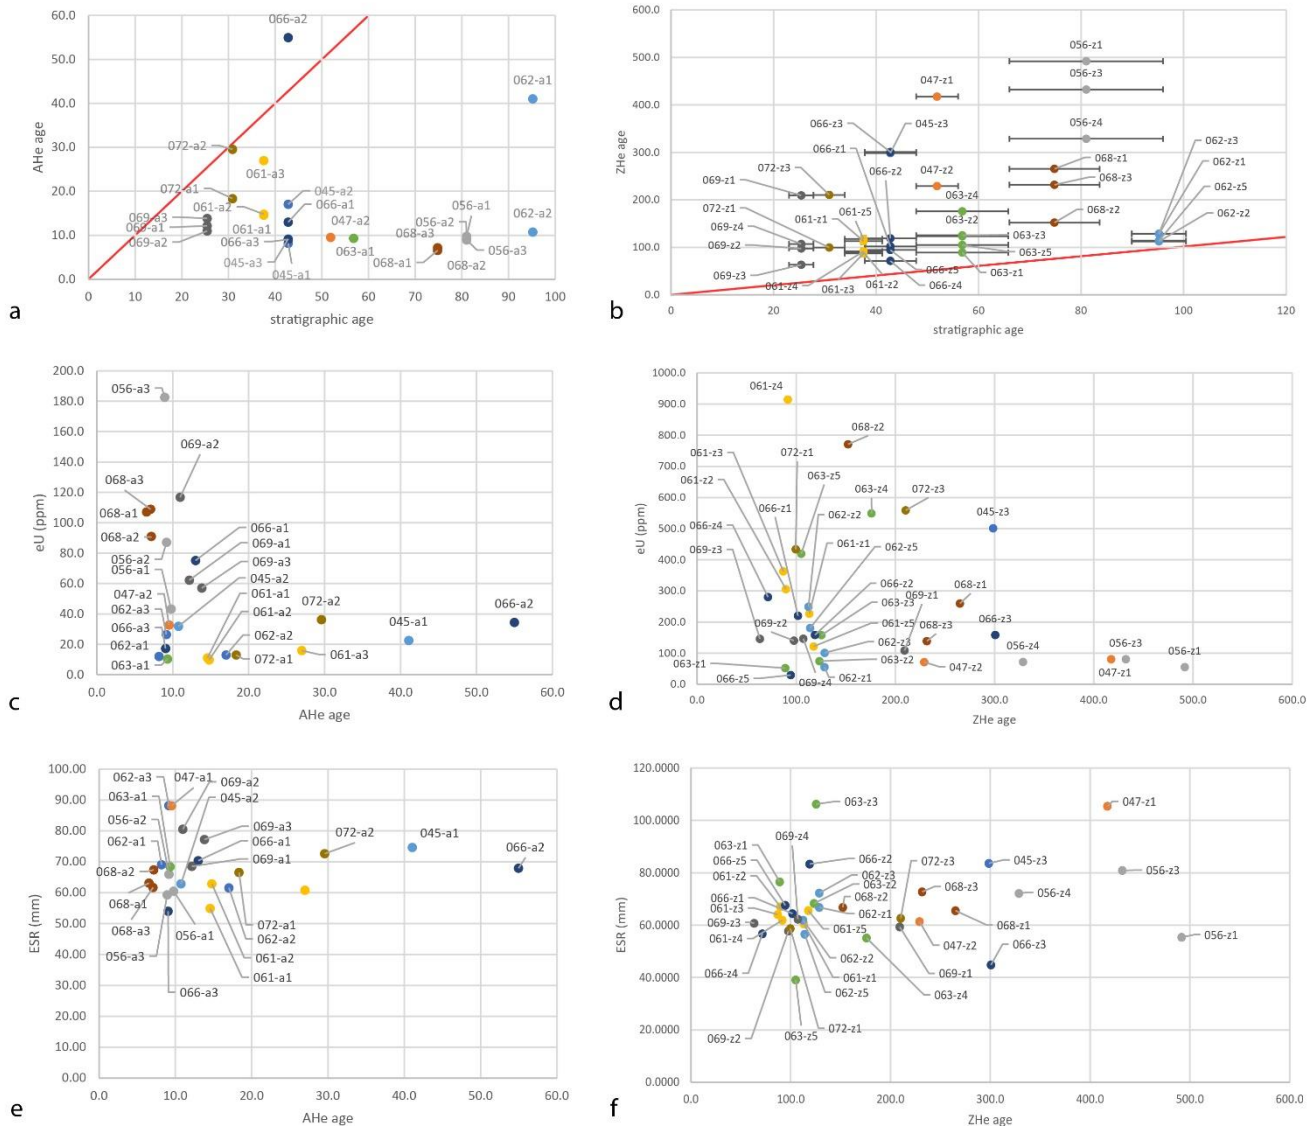 60.0
50.0
40.0
30.0
20.0
10.0
0.0
AHe age
066-a2
062-a1
072-a2
061-a3
072-a1
045-a2
061-a2
066-a1
069-a3
069-a1
069-a2
061-a1
047-a2
056-a2
056-a1
062-a2
066-a3
063-a1
068-a3
045-a3
045-a1
068-a1
068-a2
056-a3
0 10 20 30 40 50 60 70 80 90 100
stratigraphic age
a
600.0
500.0
400.0
300.0
200.0
100.0
0.0
ZHe age
056-z1
047-z1
056-z3
066-z3
045-z3
056-z4
062-z3
066-z1
062-z1
072-z3
066-z2
068-z1
069-z1
047-z2
068-z3
062-z5
063-z4
072-z1
061-z1
061-z5
063-z2
068-z2
062-z2
069-z4
063-z3
069-z2
063-z5
069-z3
066-z5
063-z1
061-z4
061-z3
061-z2
066-z4
0 20 40 60 80 100 120
stratigraphic age
b
200.0
180.0
160.0
140.0
120.0
100.0
80.0
60.0
40.0
20.0
0.0
eU (ppm)
056-a3
069-a2
068-a3
068-a1
066-a1
068-a2
069-a1
056-a2
069-a3
056-a1
045-a2
047-a2
061-a1
072-a2
066-a2
062-a3
061-a2
045-a1
066-a3
062-a2
062-a1
061-a3
063-a1
072-a1
0.0 10.0 20.0 30.0 40.0 50.0 60.0
AHe age
c
1000.0
900.0
800.0
700.0
600.0
500.0
400.0
300.0
200.0
100.0
0.0
eU (ppm)
061-z4
068-z2
061-z3
072-z1
063-z5
061-z2
063-z4
072-z3
066-z1
062-z2
045-z3
066-z4
061-z1
062-z5
069-z3
066-z2
068-z1
063-z3
069-z1
069-z2
061-z5
068-z3
066-z3
062-z3
056-z4
056-z3
056-z1
063-z1
063-z2
047-z2
047-z1
066-z5
069-z4
062-z1
0.0 100.0 200.0 300.0 400.0 500.0 600.0
ZHe age
d
100.00
90.00
80.00
70.00
60.00
50.00
40.00
30.00
20.00
10.00
0.00
ESR (mm)
062-a3
047-a1
069-a2
063-a1
045-a2
056-a2
069-a3
072-a2
045-a1
062-a1
066-a1
066-a2
069-a1
068-a2
068-a1
072-a1
068-a3
056-a1
062-a2
056-a3
061-a2
061-a1
066-a3
0.00 10.0 20.0 30.0 40.0 50.0 60.0
AHe age
e
120.0000
100.0000
80.0000
60.0000
40.0000
20.0000
0.0000
ESR (mm)
063-z3
047-z1
069-z4
063-z1
066-z2
072-z3
045-z3
066-z5
062-z3
056-z3
061-z2
063-z2
068-z3
056-z4
066-z1
068-z2
061-z3
062-z1
069-z3
061-z5
068-z1
061-z4
047-z2
056-z1
066-z4
062-z2
066-z3
061-z1
069-z1
062-z5
063-z4
069-z2
063-z5
072-z1
0.0 100.0 200.0 300.0 400.0 500.0 600.0
ZHe age
f